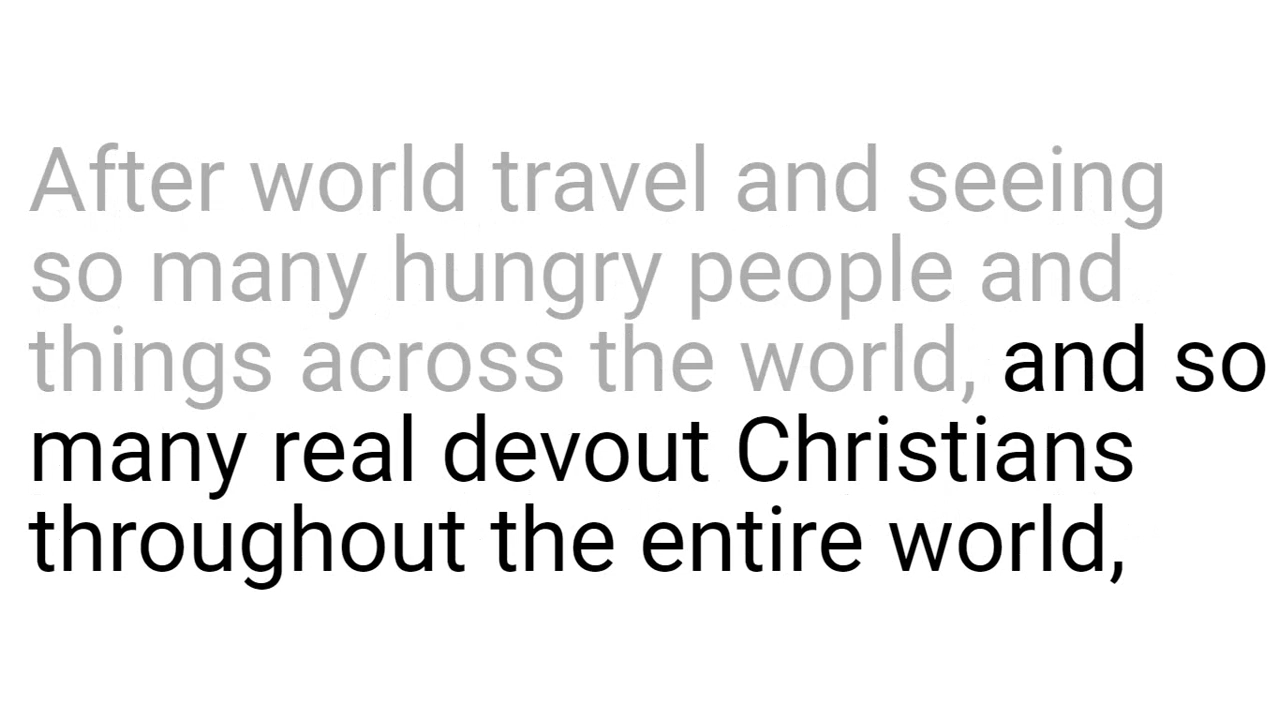 After world travel and seeing
so many hungry people and
things across the world, and so
many real devout Christians
throughout the entire world,